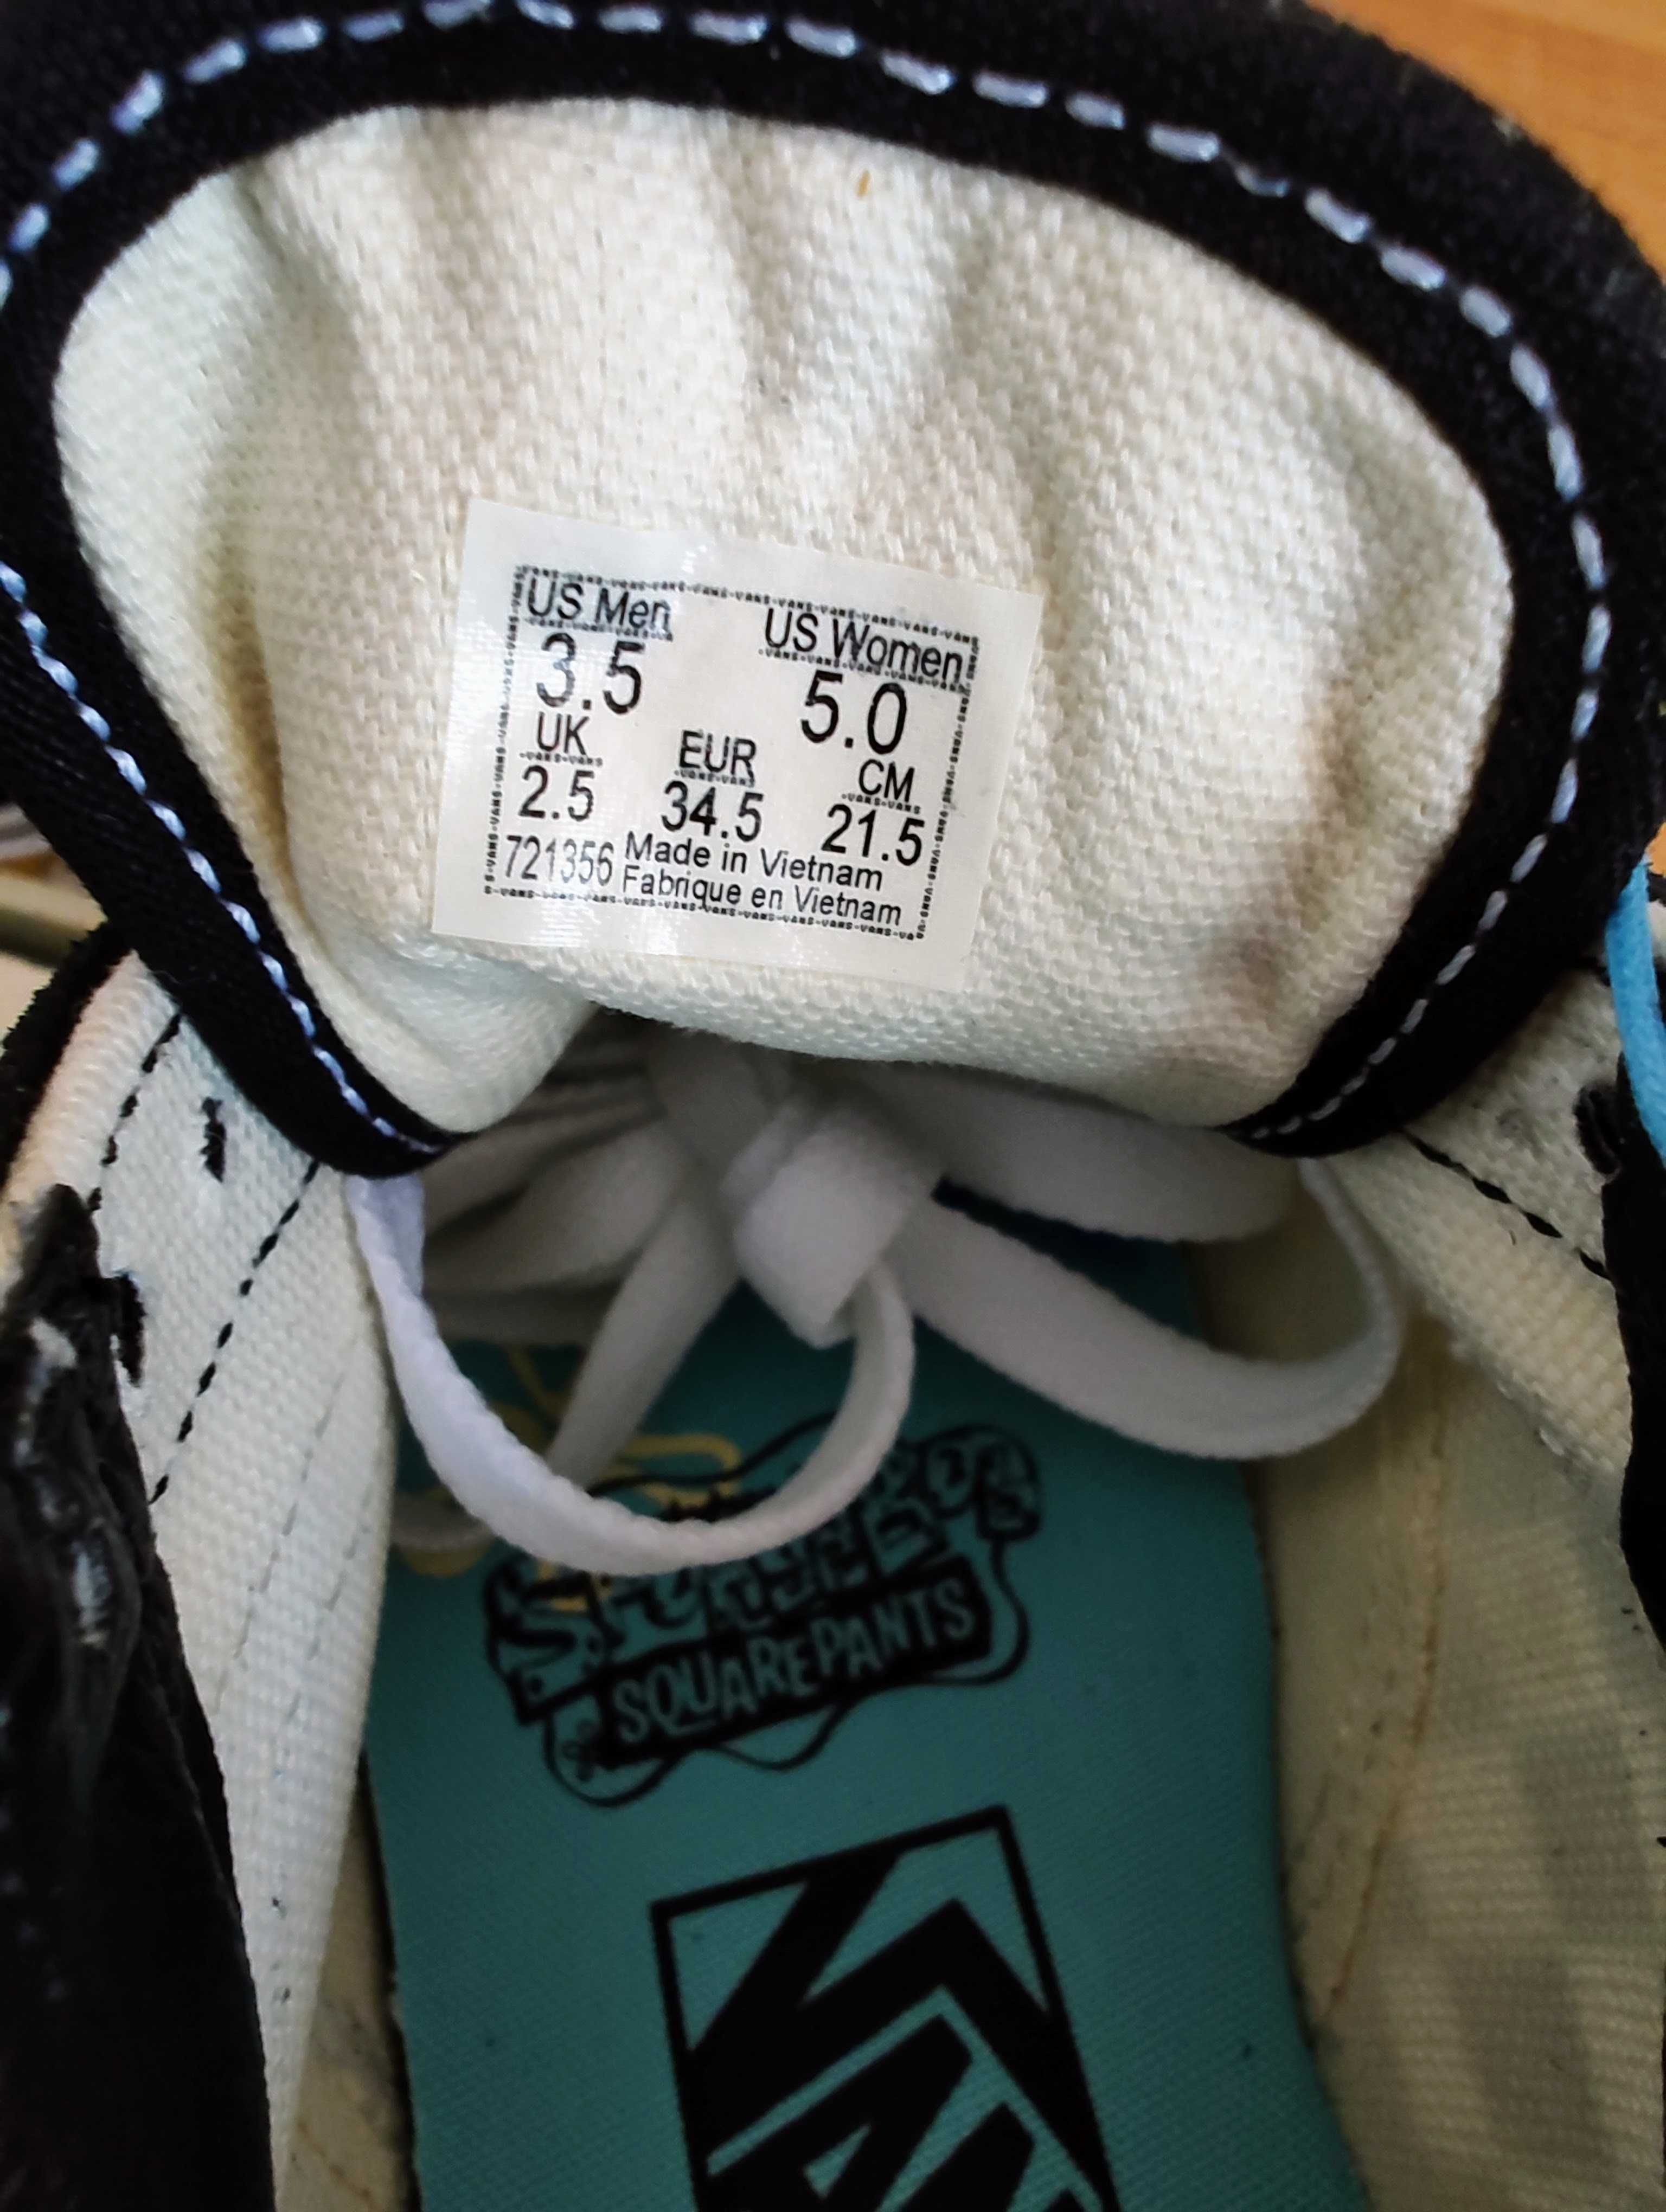 US Men US Women
3.5 5.0
UK EUR CM
2.5 34.5 21.5
721356 Made in Vietnam
Fabrique en Vietnam
SQUAREPANTS